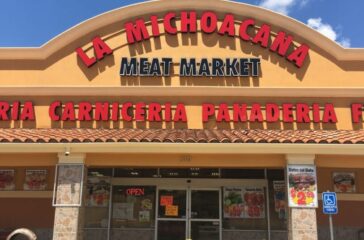 LA MICHOACANA
MEAT MARKET
RIA CARNICERIA PANADERIA F
OPEN